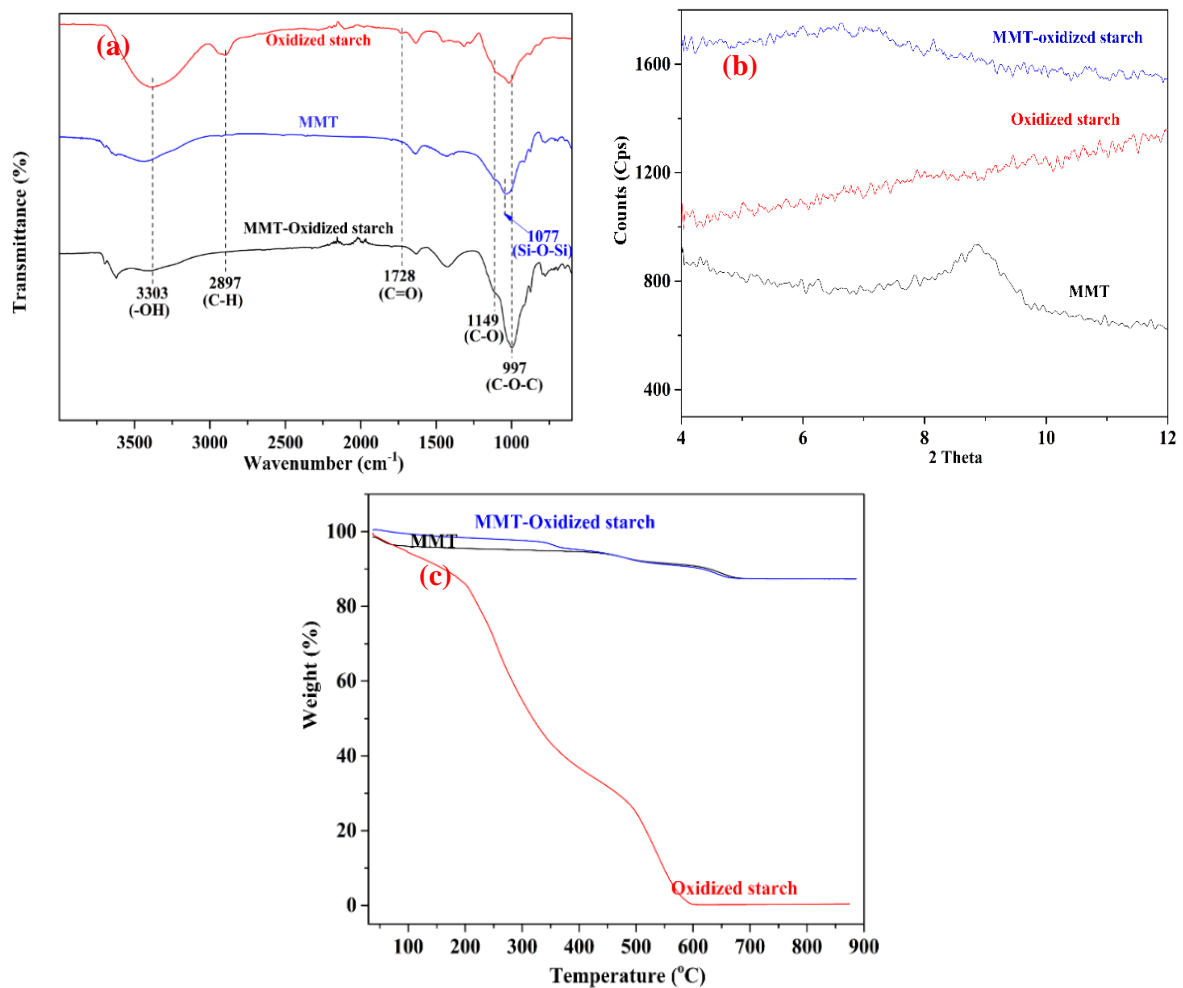 (a)
Oxidized starch
MMT
MMT-Oxidized starch
1077
(Si-O-Si)
3303
(-OH)
2897
(C-H)
1728
(C=O)
1149
(C-O)
997
(C-O-C)
Transmittance (%)
3500 3000 2500 2000 1500 1000
Wavenumber (cm⁻¹)
(b)
MMT-oxidized starch
Oxidized starch
MMT
Counts (Cps)
1600
1200
800
400
4 6 8 10 12
2 Theta
(c)
MMT-Oxidized starch
MMT
Oxidized starch
Weight (%)
100
80
60
40
20
0
100 200 300 400 500 600 700 800 900
Temperature (°C)